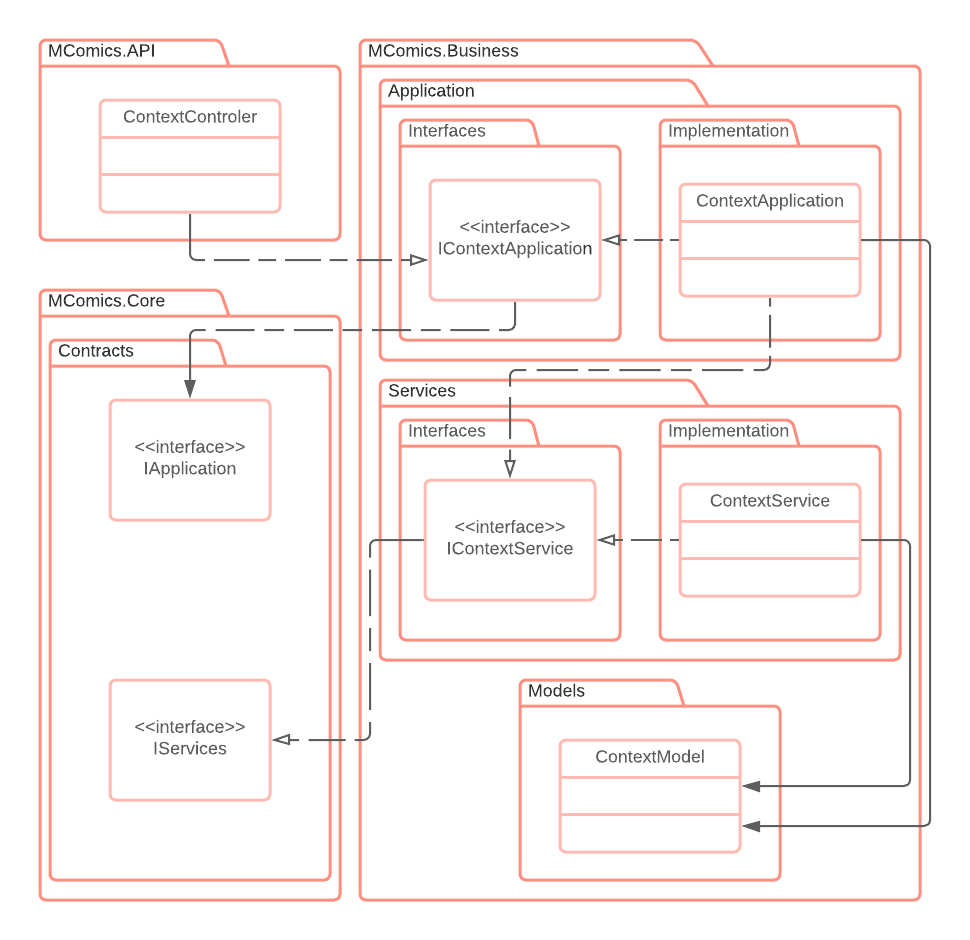 MComics.API
ContextControler
MComics.Business
Application
Interfaces
<<interface>>
IContextApplication
Implementation
ContextApplication
MComics.Core
Contracts
<<interface>>
IApplication
<<interface>>
IServices
Services
Interfaces
<<interface>>
IContextService
Implementation
ContextService
Models
ContextModel